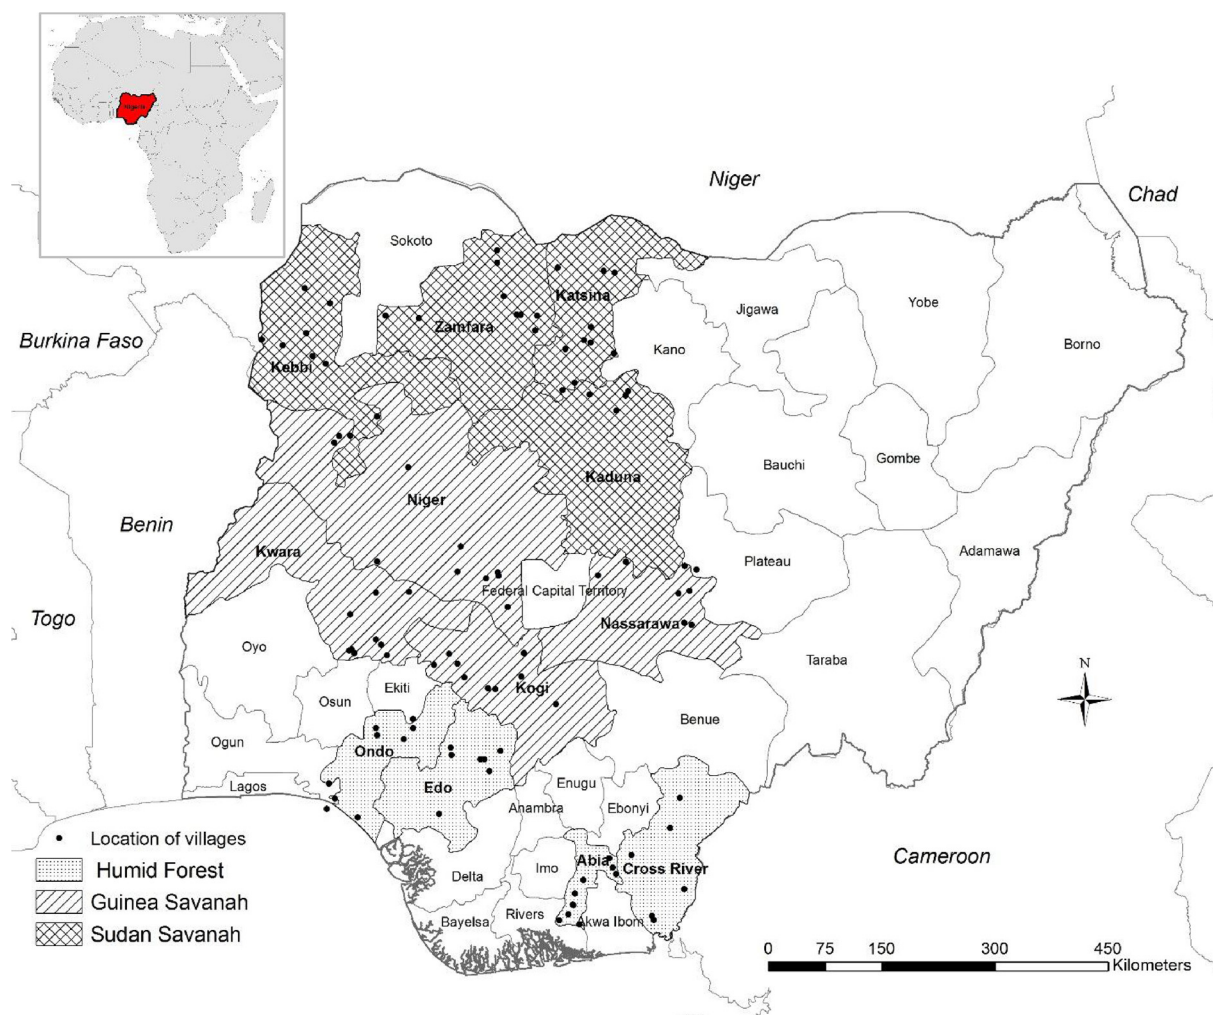 Nigeria
Niger
Chad
Sokoto
Katsina
Jigawa
Yobe
Zamfara
Burkina Faso
Kano
Borno
Kebbi
Bauchi
Gombe
Kaduna
Niger
Benin
Kwara
Plateau
Adamawa
Federal Capital Territory
Togo
Nassarawa
Oyo
Taraba
N
Ekiti
Kogi
Osun
Benue
Ogun
Ondo
Lagos
Edo
Enugu
Anambra
Ebonyi
Location of villages
Cameroon
Humid Forest
Abia
Cross River
Imo
Delta
Guinea Savanah
Bayelsa
Rivers
Akwa Ibom
Sudan Savanah
0 75 150 300 450
Kilometers